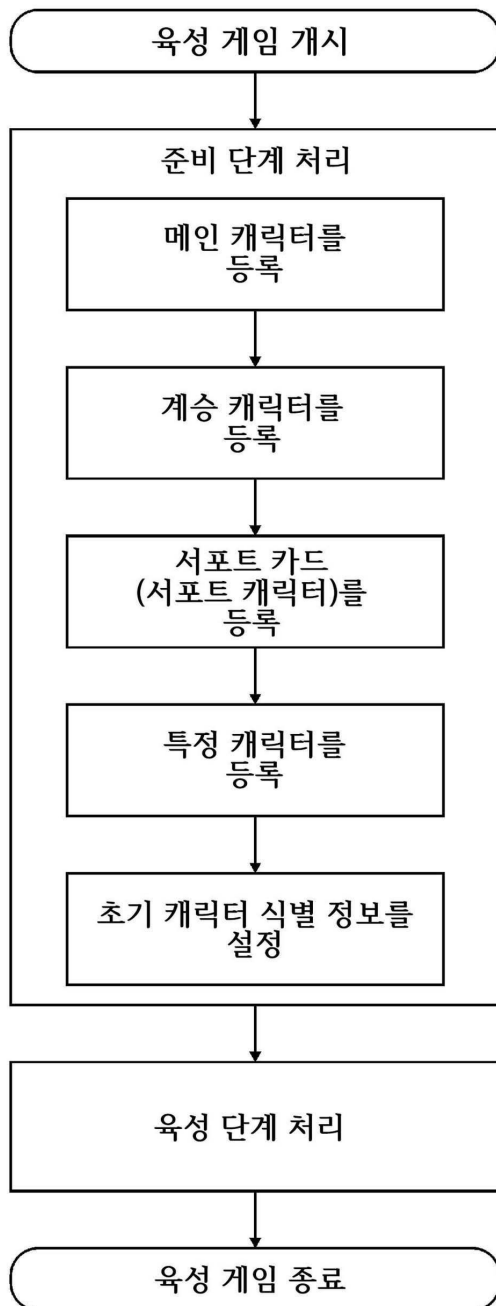 육성 게임 개시
준비 단계 처리
메인 캐릭터를
등록
계승 캐릭터를
등록
서포트 카드
(서포트 캐릭터)를
등록
특정 캐릭터를
등록
초기 캐릭터 식별 정보를
설정
육성 단계 처리
육성 게임 종료